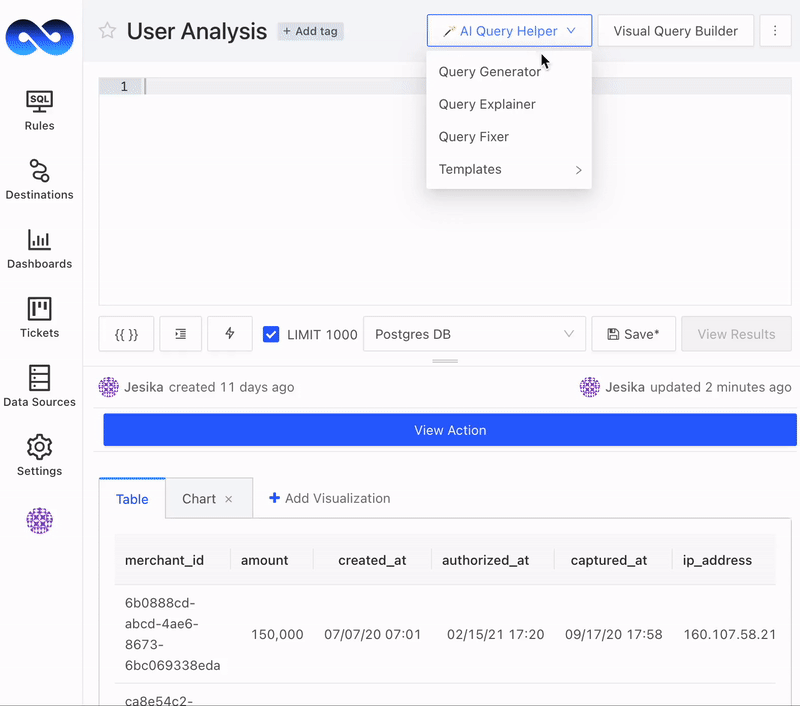 User Analysis
+ Add tag
AI Query Helper
Visual Query Builder
Query Generator
Query Explainer
Query Fixer
Templates
1
SQL
Rules
Destinations
Dashboards
Tickets
Data Sources
Settings
{{ }}
LIMIT 1000
Postgres DB
Save*
View Results
Jesika created 11 days ago
Jesika updated 2 minutes ago
View Action
Table
Chart ×
+ Add Visualization
merchant_id amount created_at authorized_at captured_at ip_address
6b0888cd-
abcd-4ae6-
8673-
6bc069338eda
150,000 07/07/20 07:01 02/15/21 17:20 09/17/20 17:58 160.107.58.21
ca8e54c2-